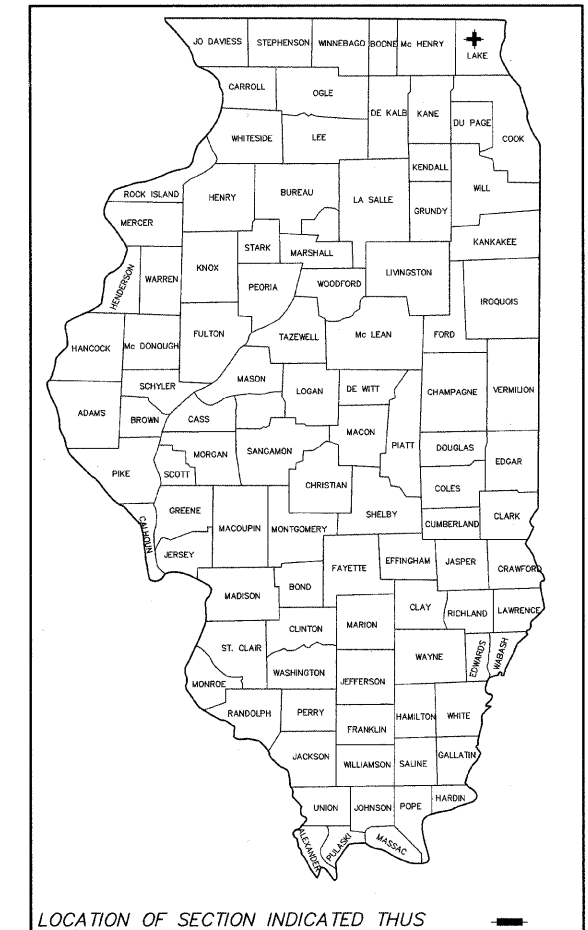 JO DAVIESS STEPHENSON WINNEBAGO BOONE Mc HENRY LAKE
CARROLL OGLE DE KALB KANE DU PAGE COOK
WHITESIDE LEE
KENDALL WILL
ROCK ISLAND HENRY BUREAU LA SALLE GRUNDY
MERCER
STARK MARSHALL KANKAKEE
HENDERSON WARREN KNOX PEORIA WOODFORD LIVINGSTON IROQUOIS
HANCOCK Mc DONOUGH FULTON TAZEWELL Mc LEAN FORD
SCHYLER MASON LOGAN DE WITT CHAMPAGNE VERMILION
ADAMS BROWN CASS MACON PIATT
PIKE SCOTT MORGAN SANGAMON DOUGLAS EDGAR
CHRISTIAN COLES
CALHOUN GREENE MACOUPIN MONTGOMERY SHELBY CUMBERLAND CLARK
JERSEY FAYETTE EFFINGHAM JASPER CRAWFORD
MADISON BOND
CLAY RICHLAND LAWRENCE
CLINTON MARION
ST. CLAIR WAYNE EDWARDS WABASH
MONROE WASHINGTON JEFFERSON
RANDOLPH PERRY HAMILTON WHITE
FRANKLIN
JACKSON WILLIAMSON SALINE GALLATIN
UNION JOHNSON POPE HARDIN
ALEXANDER PULASKI MASSAC
LOCATION OF SECTION INDICATED THUS